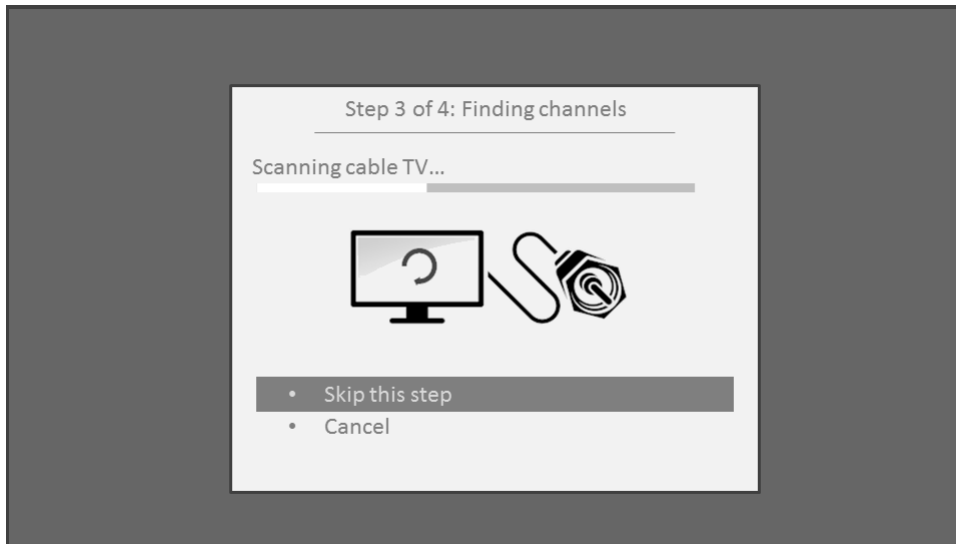 Step 3 of 4: Finding channels
Scanning cable TV...
• Skip this step
• Cancel